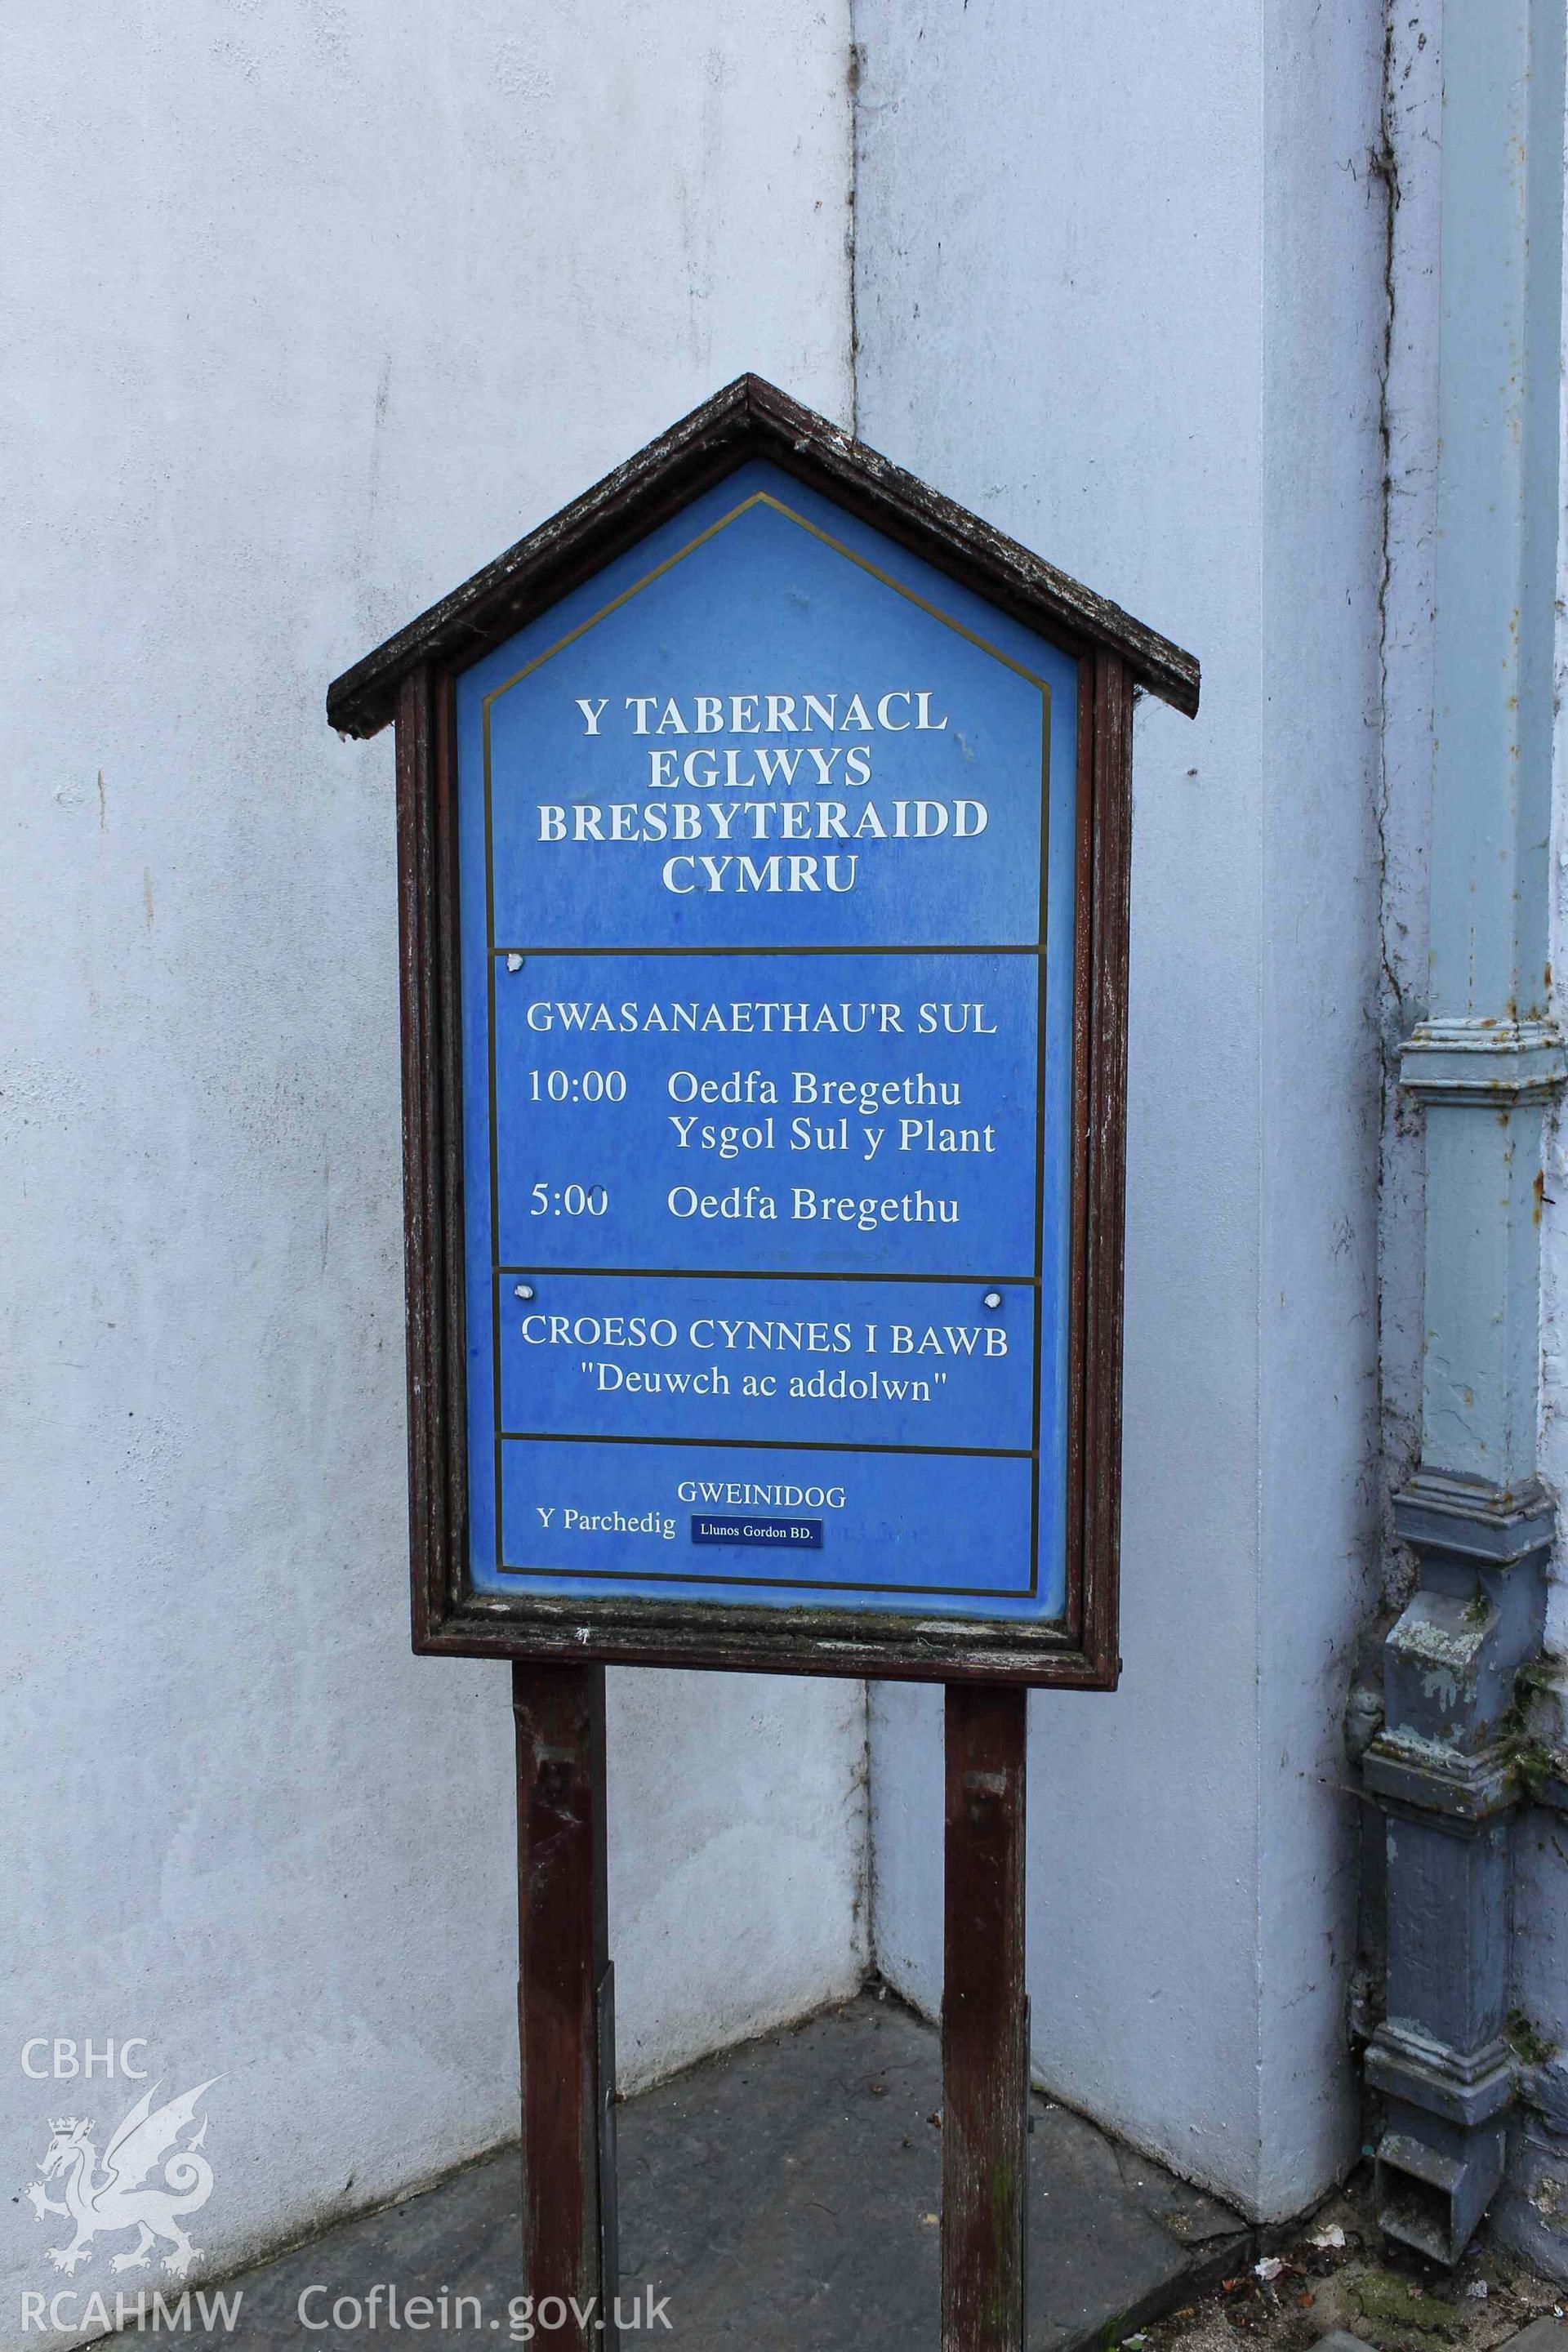 Y TABERNACL
EGLWYS
BRESBYTERAIDD
CYMRU
GWASANAETHAU'R SUL
10:00 Oedfa Bregethu
Ysgol Sul y Plant
5:00 Oedfa Bregethu
CROESO CYNNES I BAWB
"Deuwch ac addolwn"
GWEINIDOG
Y Parchedig Llunos Gordon BD.
CBHC
RCAHMW Coflein.gov.uk